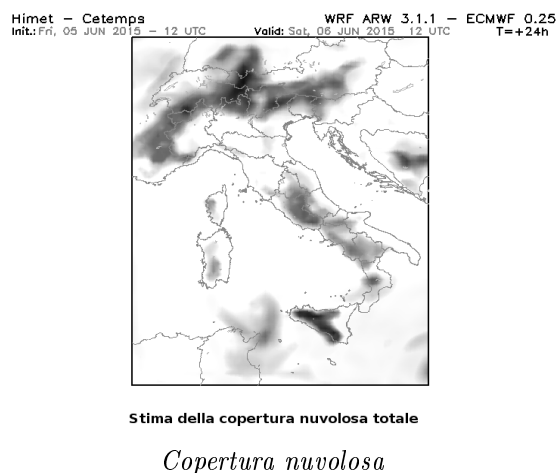 Himet – Cetemps WRF ARW 3.1.1 – ECMWF 0.25
Init.: Fri, 05 JUN 2015 – 12 UTC Valid: Sat, 06 JUN 2015 12 UTC T=+24h
Stima della copertura nuvolosa totale
Copertura nuvolosa